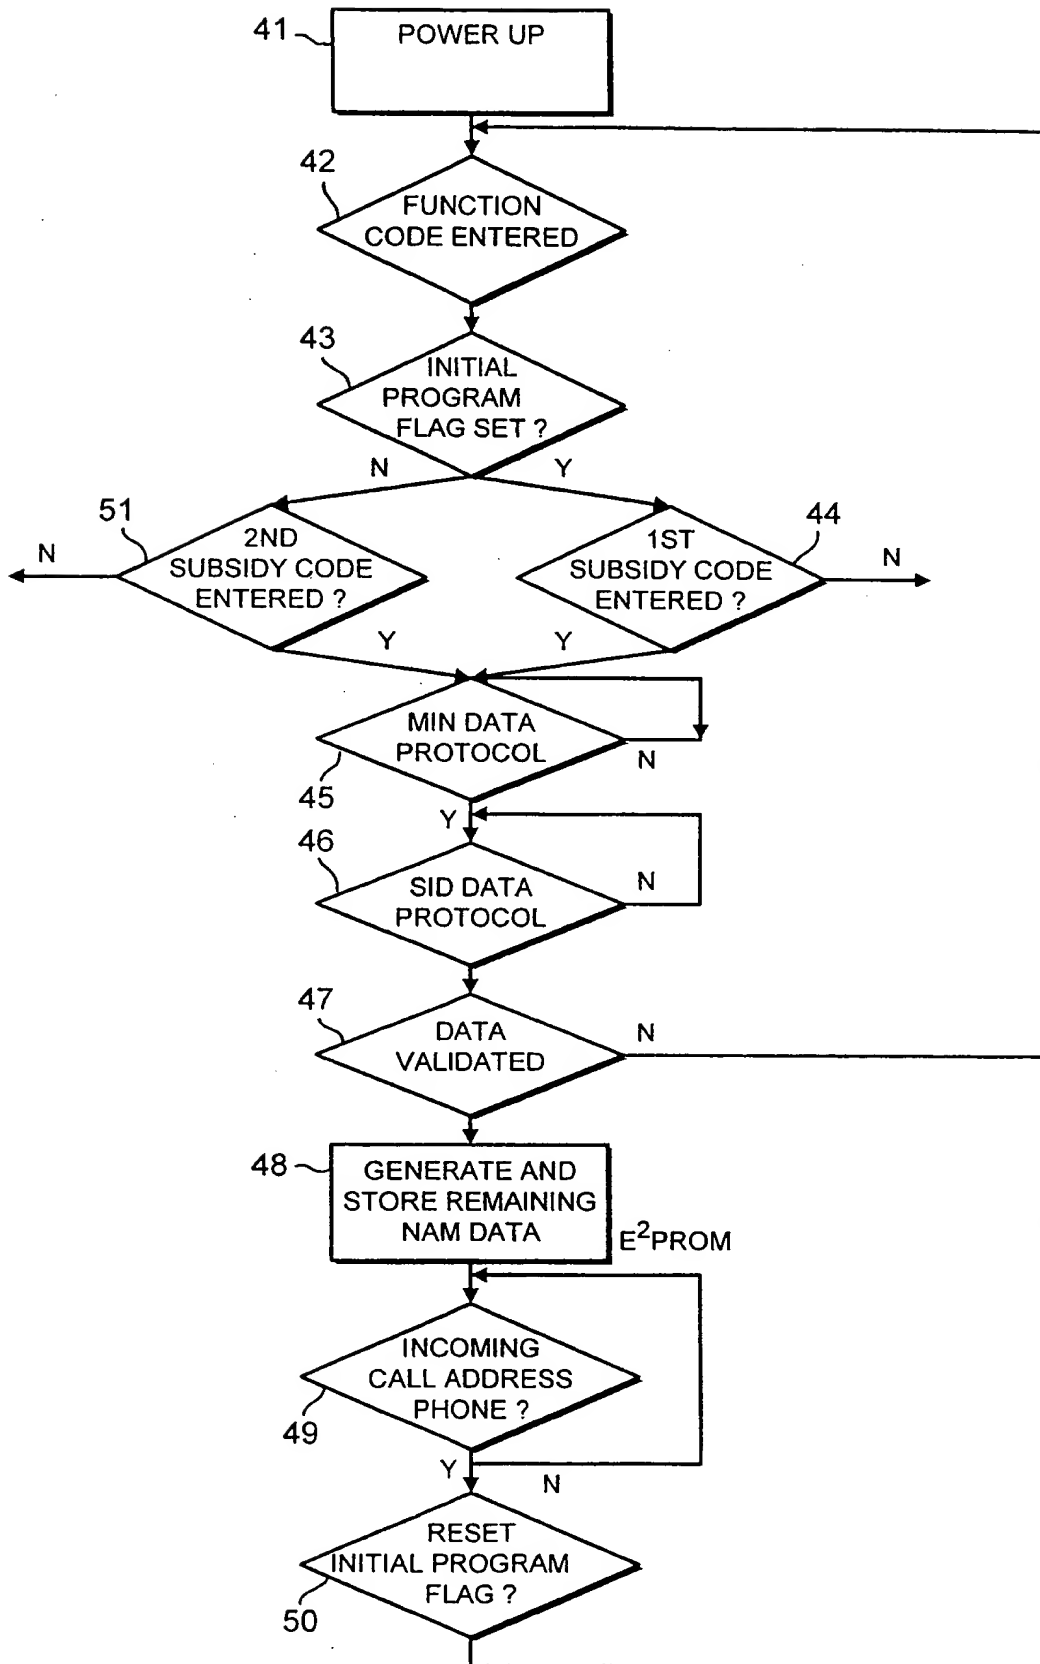 41
POWER UP
42
FUNCTION
CODE ENTERED
43
INITIAL
PROGRAM
FLAG SET ?
N
Y
51
2ND
SUBSIDY CODE
ENTERED ?
N
44
1ST
SUBSIDY CODE
ENTERED ?
N
Y
Y
MIN DATA
PROTOCOL
45
N
Y
46
SID DATA
PROTOCOL
N
47
DATA
VALIDATED
N
48
GENERATE AND
STORE REMAINING
NAM DATA
E²PROM
INCOMING
CALL ADDRESS
PHONE ?
49
Y
N
RESET
INITIAL PROGRAM
FLAG ?
50